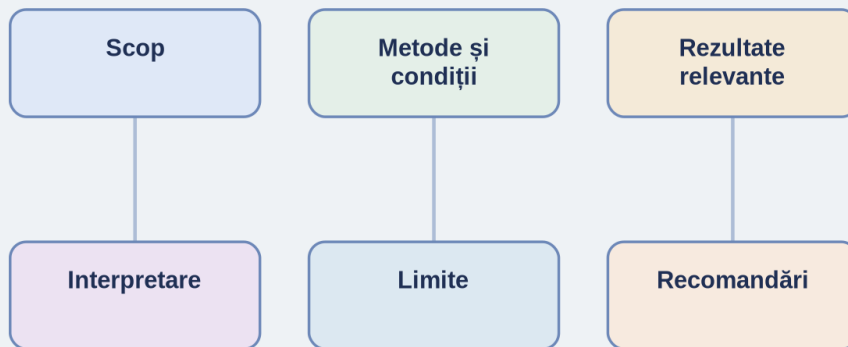 Scop
Metode și
condiții
Rezultate
relevante
Interpretare
Limite
Recomandări